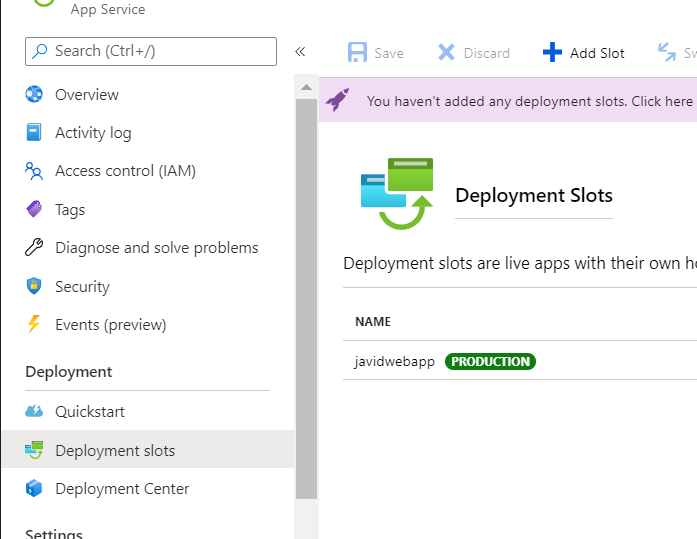 App Service
Search (Ctrl+/)
«
Overview
Activity log
Access control (IAM)
Tags
Diagnose and solve problems
Security
Events (preview)
Deployment
Quickstart
Deployment slots
Deployment Center
Settings
Save
Discard
Add Slot
You haven't added any deployment slots. Click here
Deployment Slots
Deployment slots are live apps with their own
NAME
javidwebapp PRODUCTION